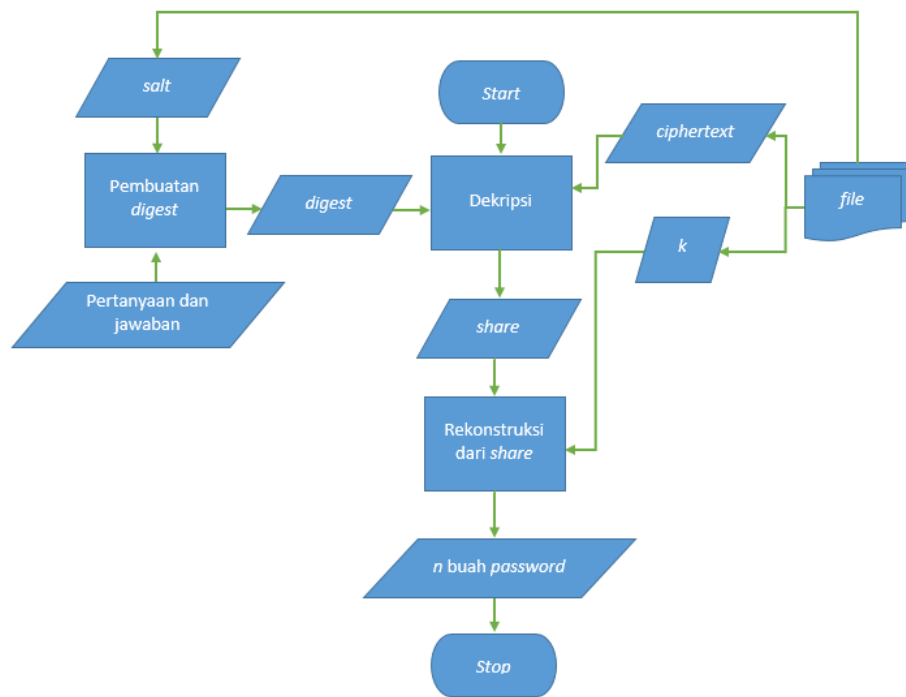 salt
Start
ciphertext
Pembuatan
digest
digest
Dekripsi
file
k
Pertanyaan dan
jawaban
share
Rekonstruksi
dari share
n buah password
Stop